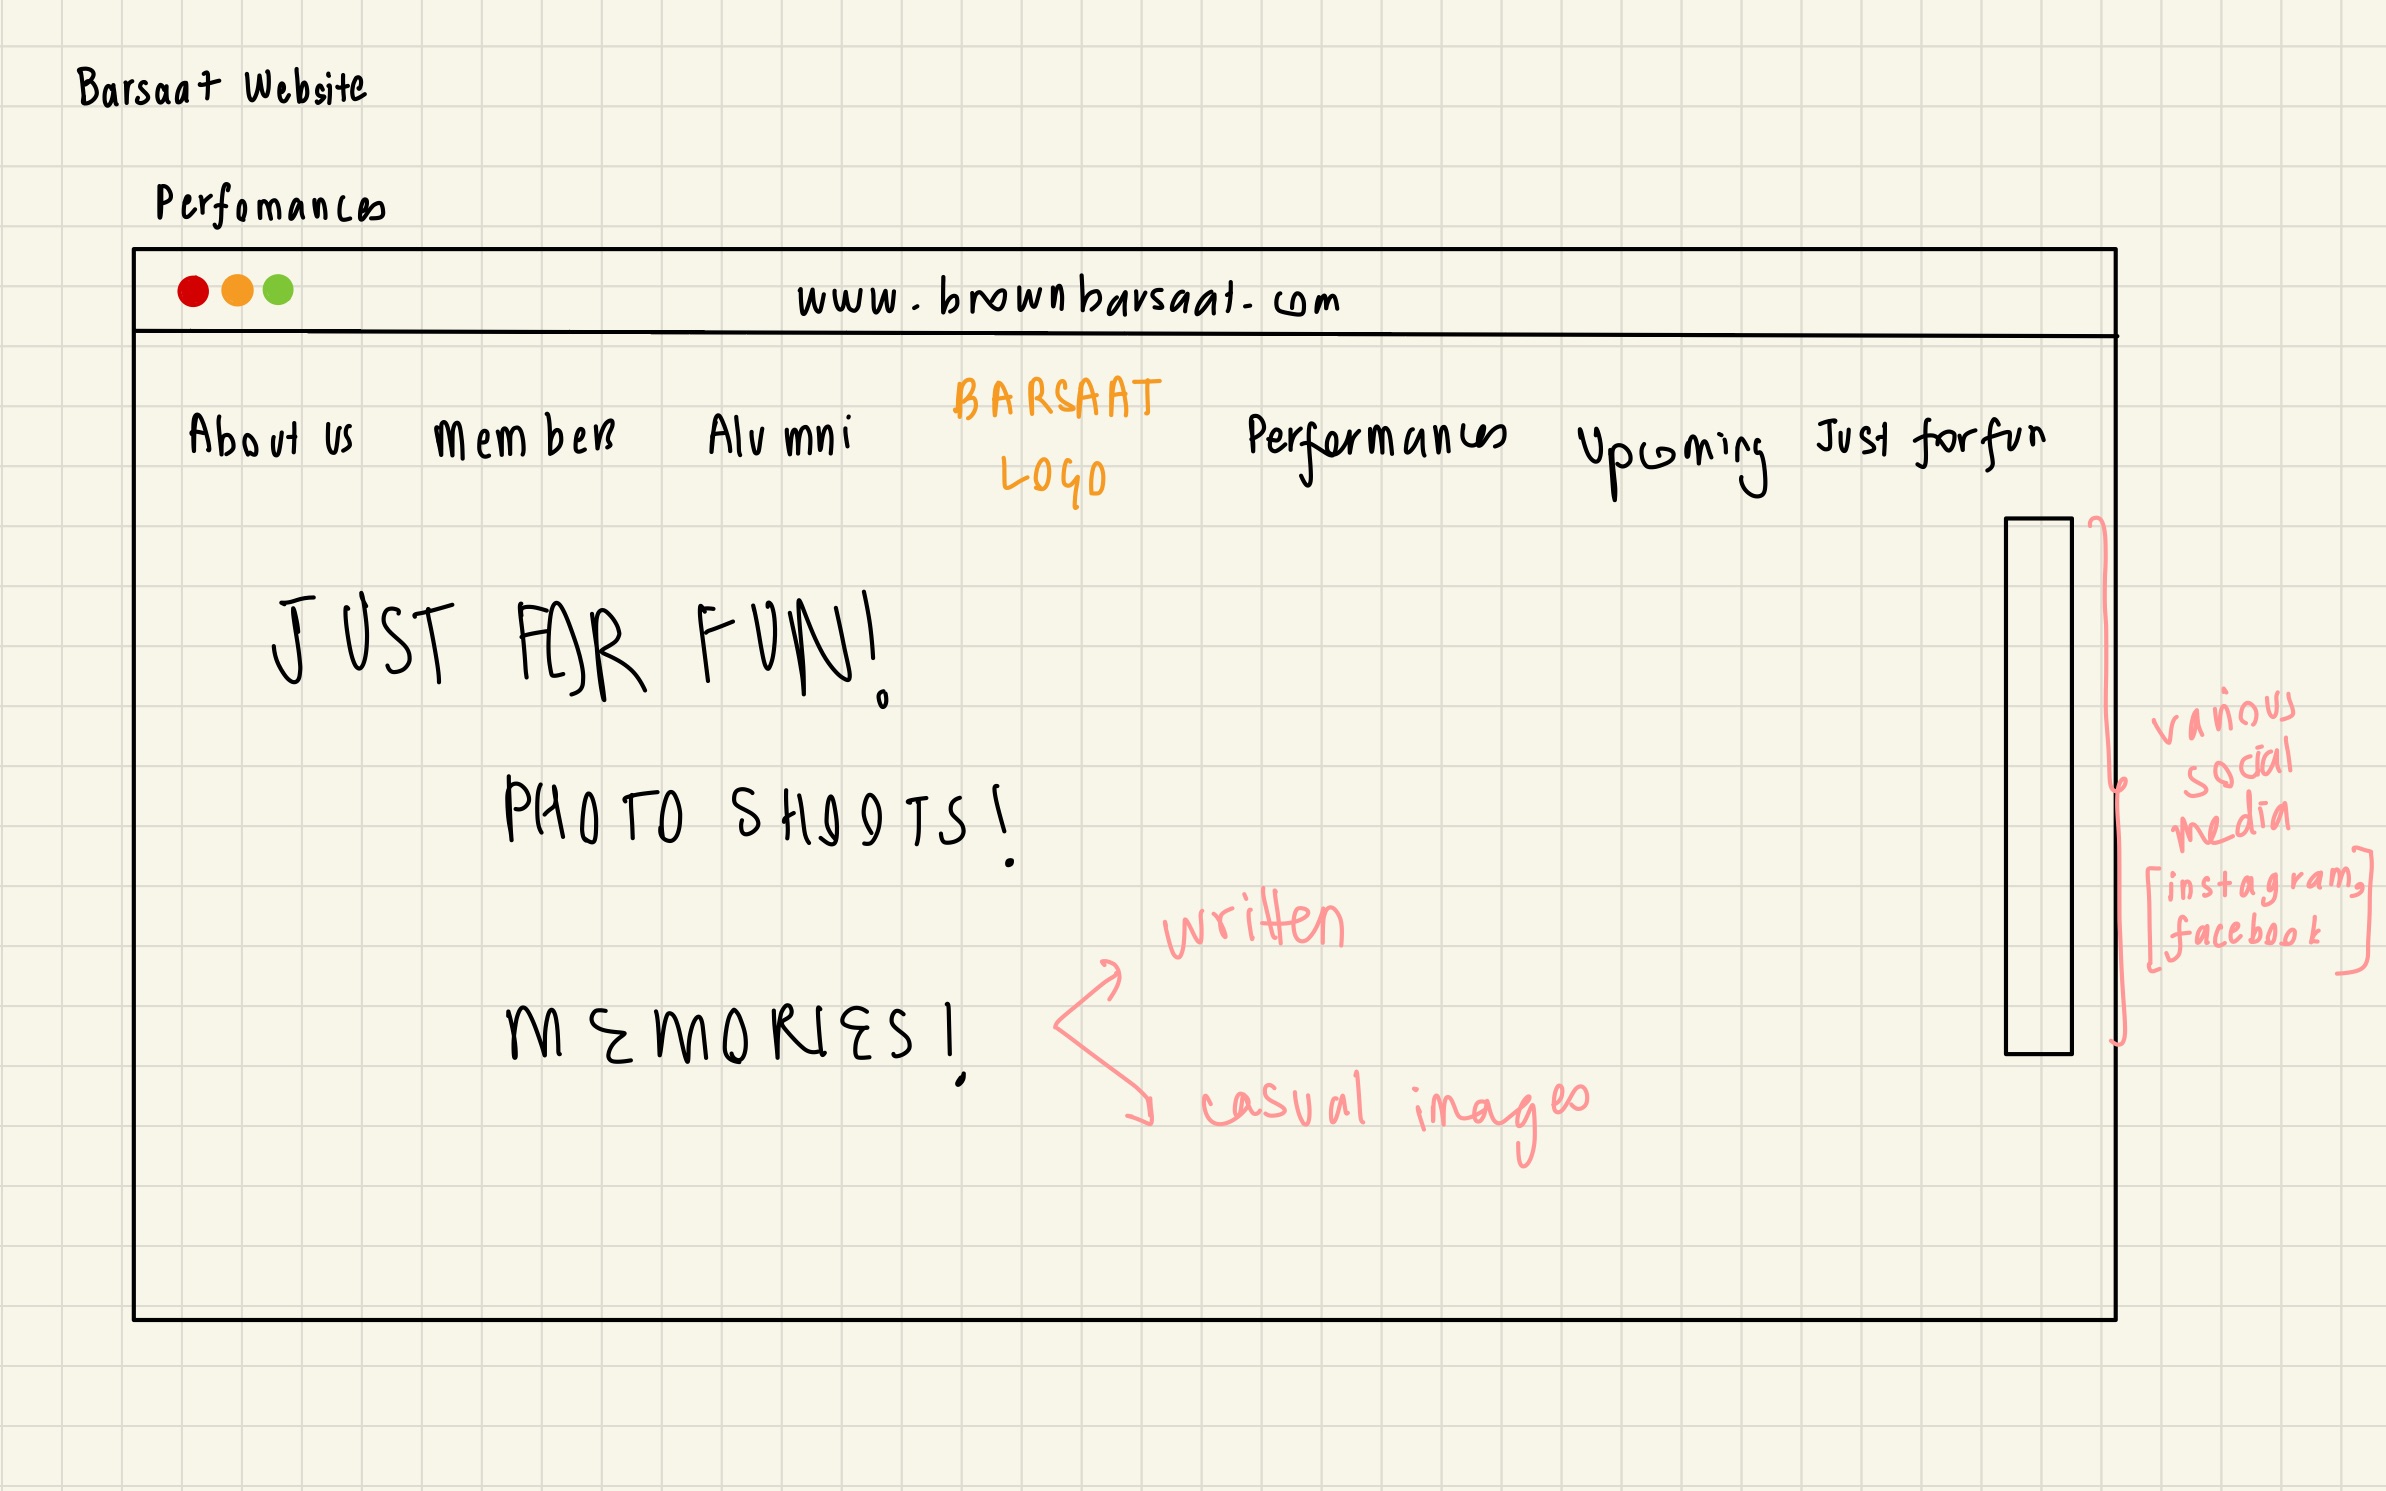 Barsaat Website
Perfomances
www.brownbarsaat.com
About us Members Alumni BARSAAT LOGO Performances Upcoming Just for fun
JUST FOR FUN!
PHOTO SHOOTS!
MEMORIES!
written
casual images
various
social
media
[instagram,
facebook]